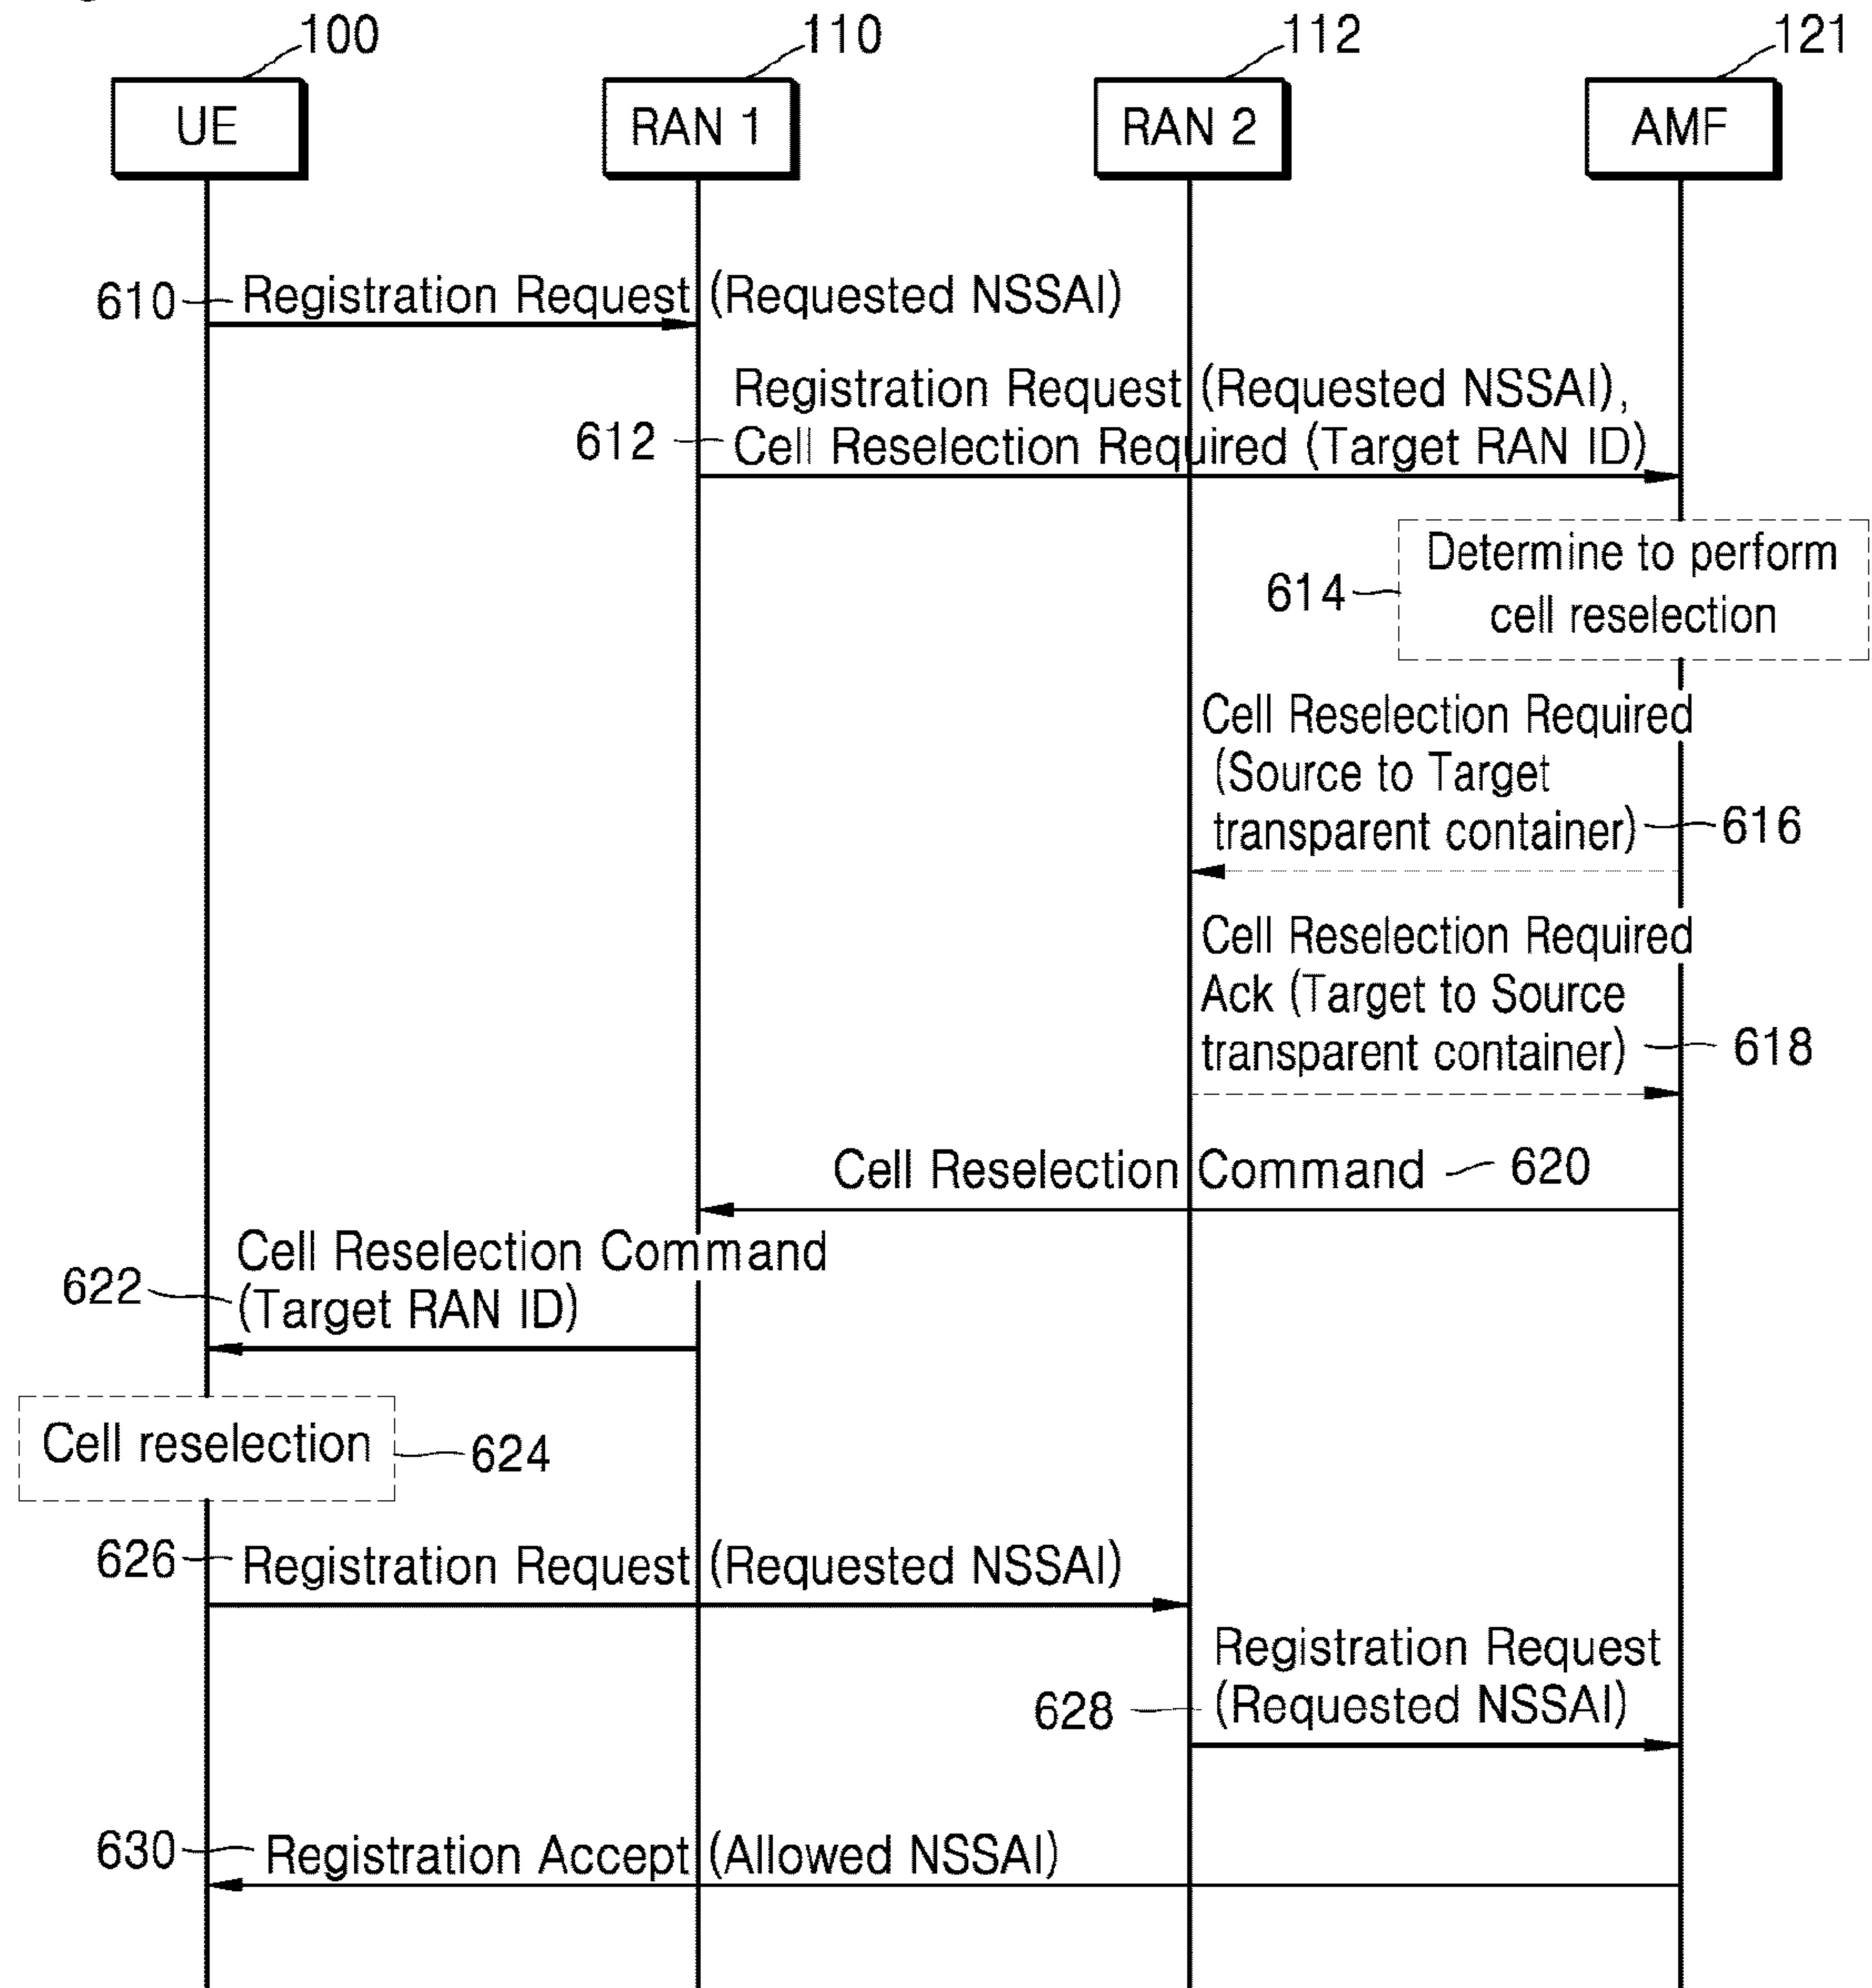 100
110
112
121
UE
RAN 1
RAN 2
AMF
610
Registration Request (Requested NSSAI)
Registration Request (Requested NSSAI),
612
Cell Reselection Required (Target RAN ID)
Determine to perform
614
cell reselection
Cell Reselection Required
(Source to Target
transparent container)
616
Cell Reselection Required
Ack (Target to Source
transparent container)
618
Cell Reselection Command
620
Cell Reselection Command
622
(Target RAN ID)
Cell reselection
624
626
Registration Request (Requested NSSAI)
Registration Request
628
(Requested NSSAI)
630
Registration Accept (Allowed NSSAI)